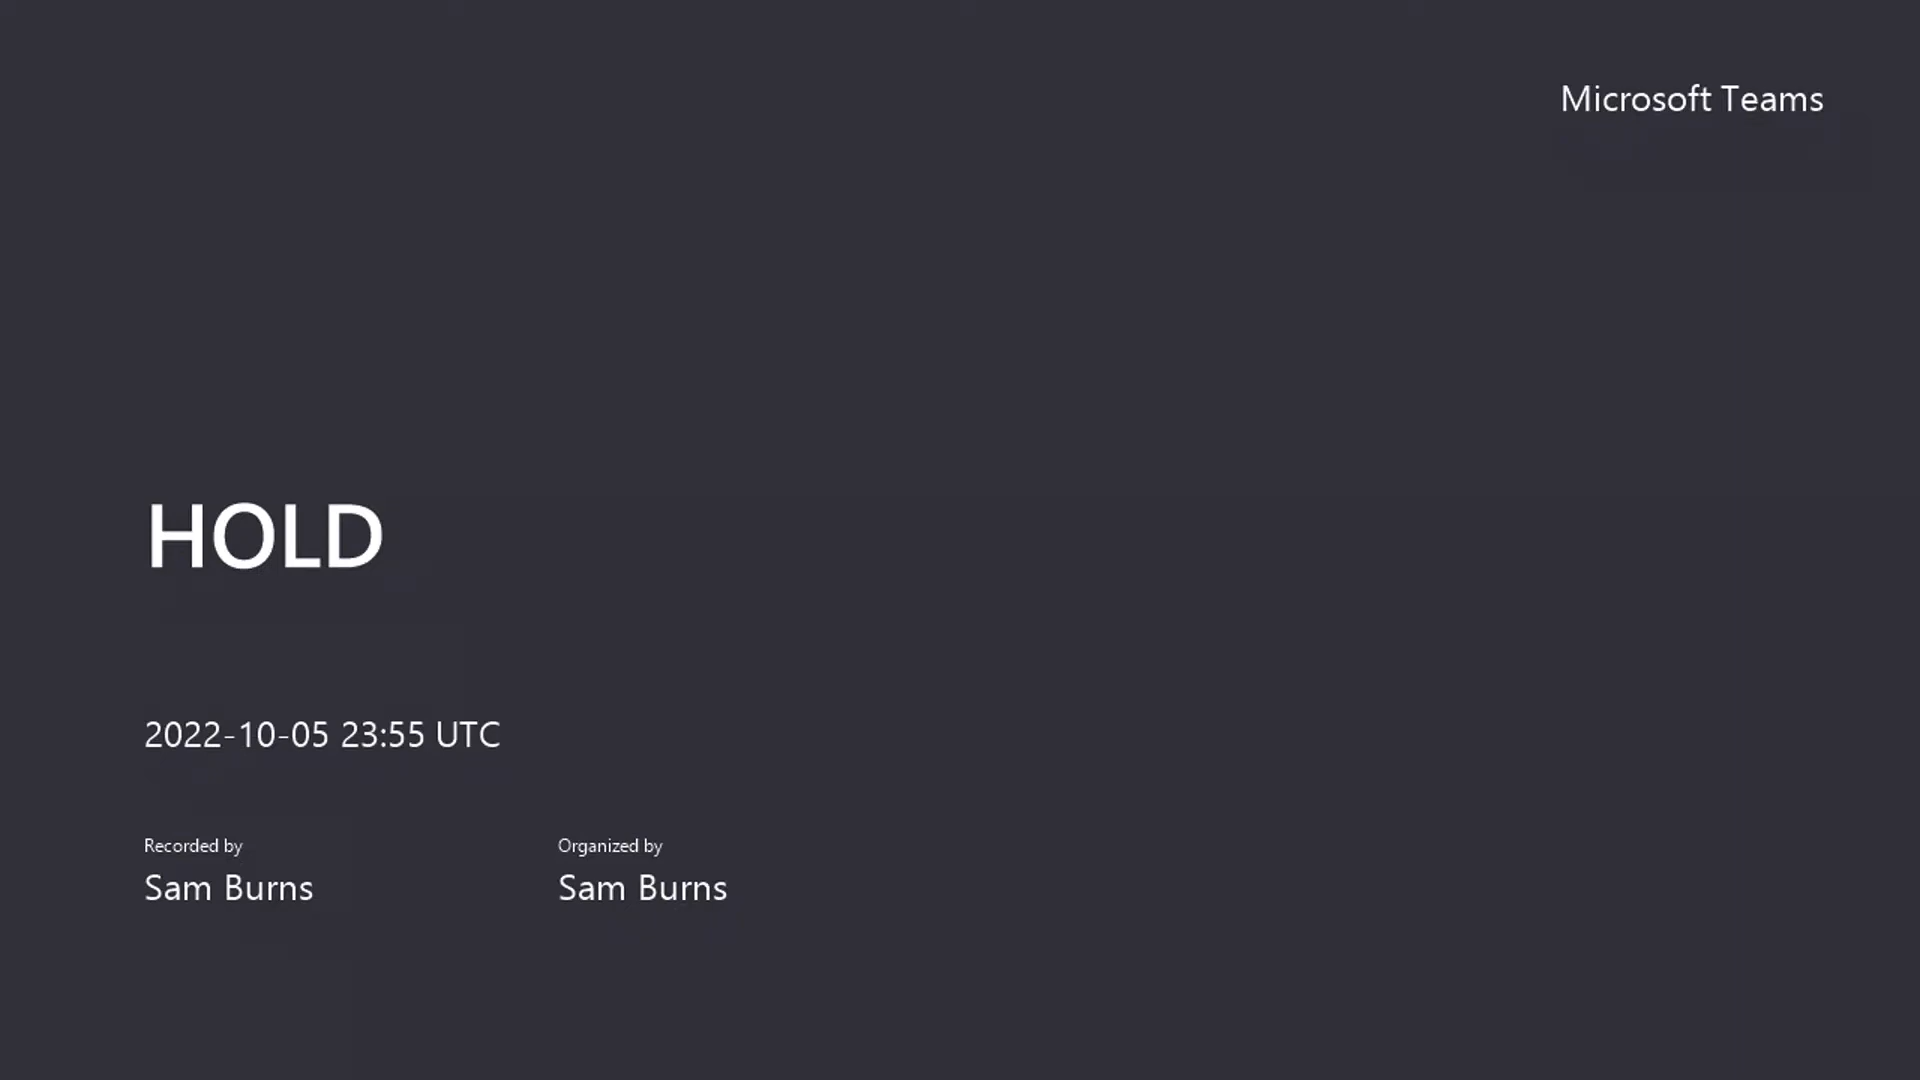 Microsoft Teams
HOLD
2022-10-05 23:55 UTC
Recorded by
Sam Burns
Organized by
Sam Burns